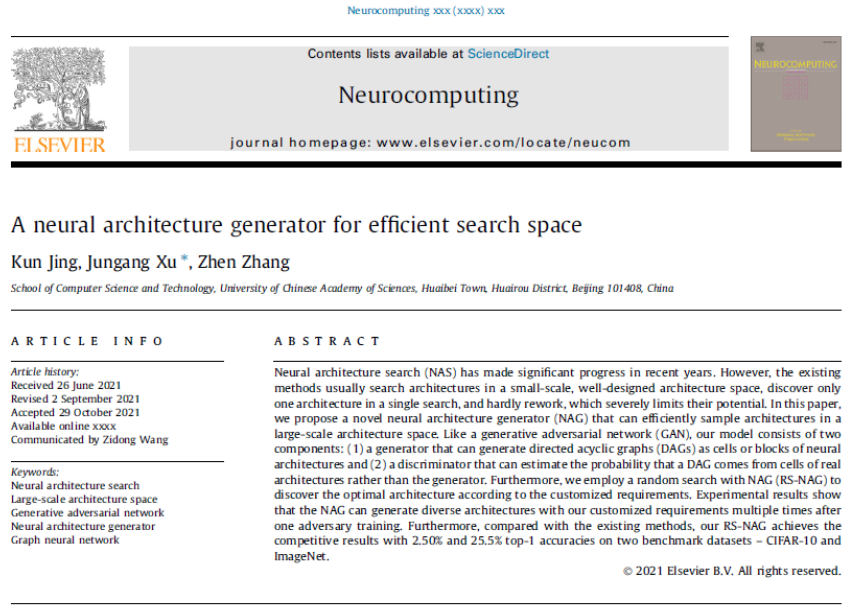 Neurocomputing xxx (xxxx) xxx
Contents lists available at ScienceDirect
Neurocomputing
journal homepage: www.elsevier.com/locate/neucom
ELSEVIER
NEUROCOMPUTING
A neural architecture generator for efficient search space
Kun Jing, Jungang Xu *, Zhen Zhang
School of Computer Science and Technology, University of Chinese Academy of Sciences, Huaibei Town, Huairou District, Beijing 101408, China
ARTICLE INFO
Article history:
Received 26 June 2021
Revised 2 September 2021
Accepted 29 October 2021
Available online xxxx
Communicated by Zidong Wang
Keywords:
Neural architecture search
Large-scale architecture space
Generative adversarial network
Neural architecture generator
Graph neural network
ABSTRACT
Neural architecture search (NAS) has made significant progress in recent years. However, the existing
methods usually search architectures in a small-scale, well-designed architecture space, discover only
one architecture in a single search, and hardly rework, which severely limits their potential. In this paper,
we propose a novel neural architecture generator (NAG) that can efficiently sample architectures in a
large-scale architecture space. Like a generative adversarial network (GAN), our model consists of two
components: (1) a generator that can generate directed acyclic graphs (DAGs) as cells or blocks of neural
architectures and (2) a discriminator that can estimate the probability that a DAG comes from cells of real
architectures rather than the generator. Furthermore, we employ a random search with NAG (RS-NAG) to
discover the optimal architecture according to the customized requirements. Experimental results show
that the NAG can generate diverse architectures with our customized requirements multiple times after
one adversary training. Furthermore, compared with the existing methods, our RS-NAG achieves the
competitive results with 2.50% and 25.5% top-1 accuracies on two benchmark datasets – CIFAR-10 and
ImageNet.
© 2021 Elsevier B.V. All rights reserved.